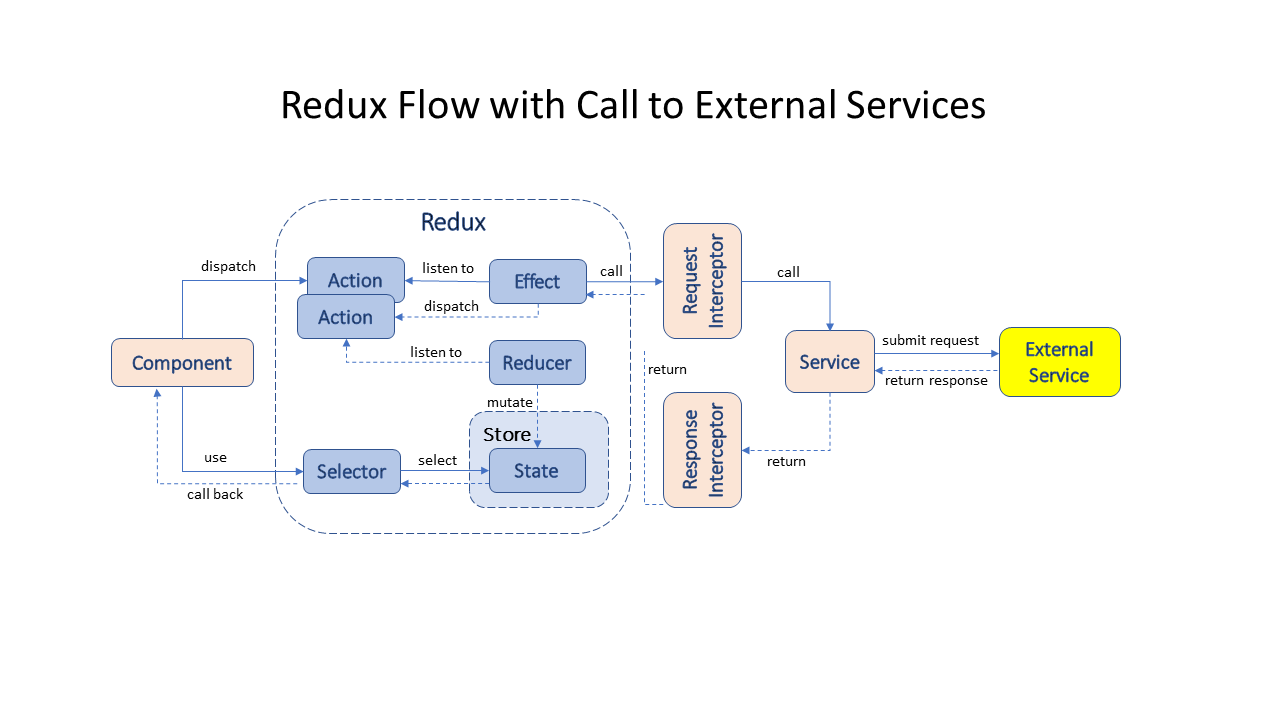 Redux Flow with Call to External Services
Redux
dispatch
Action
listen to
Effect
call
Request
Interceptor
call
Action
dispatch
listen to
Reducer
Component
return
Service
submit request
return response
External
Service
mutate
Store
use
Selector
select
State
call back
Response
Interceptor
return